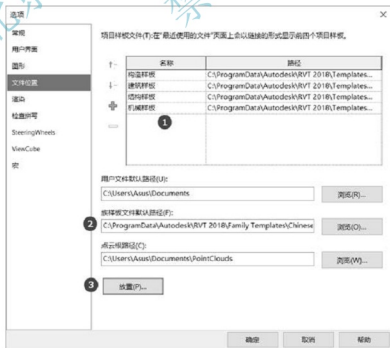 选项
常规
用户界面
图形
文件位置
渲染
检查拼写
SteeringWheels
ViewCube
宏
项目样板文件(T):在“最近使用的文件”页面上会以链接的形式显示前四个项目样板。
名称 路径
构造样板 C:\ProgramData\Autodesk\RVT 2018\Templates...
建筑样板 C:\ProgramData\Autodesk\RVT 2018\Templates...
结构样板 C:\ProgramData\Autodesk\RVT 2018\Templates...
机械样板 C:\ProgramData\Autodesk\RVT 2018\Templates...
1
用户文件默认路径(U):
C:\Users\Asus\Documents 浏览(R)...
族样板文件默认路径(F):
2 C:\ProgramData\Autodesk\RVT 2018\Family Templates\Chinese 浏览(O)...
点云根路径(C):
C:\Users\Asus\Documents\PointClouds 浏览(W)...
3 放置(P)...
确定 取消 帮助